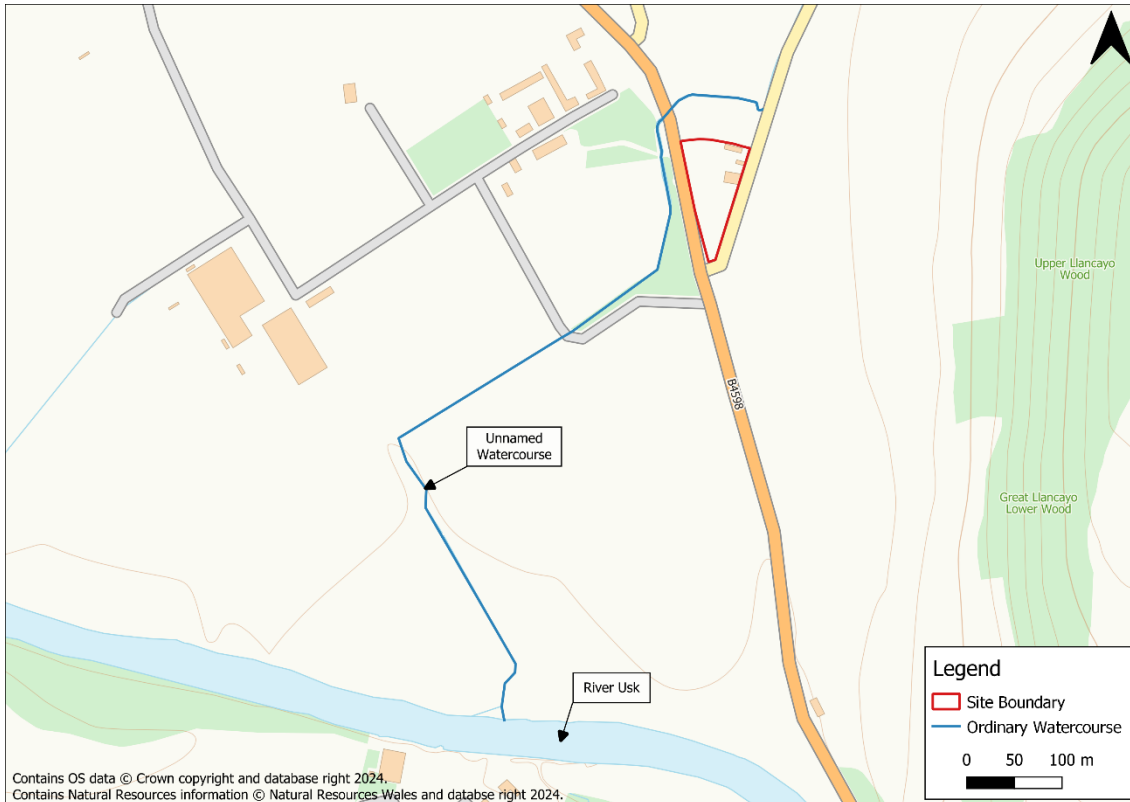 Upper Llancayo
Wood
B4598
Unnamed
Watercourse
Great Llancayo
Lower Wood
River Usk
Legend
Site Boundary
Ordinary Watercourse
0 50 100 m
Contains OS data © Crown copyright and database right 2024.
Contains Natural Resources information © Natural Resources Wales and databse right 2024.